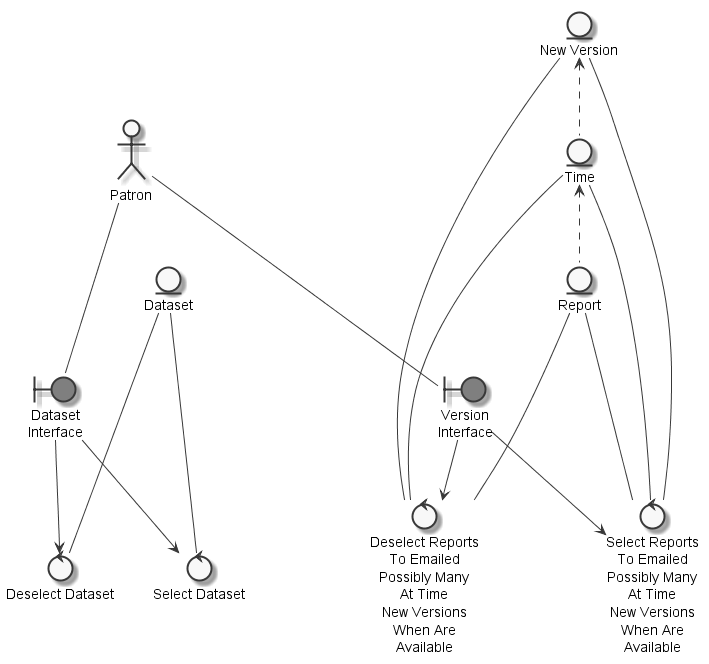 New Version
Time
Patron
Dataset
Report
Dataset
Interface
Version
Interface
Deselect Dataset
Select Dataset
Deselect Reports
To Emailed
Possibly Many
At Time
New Versions
When Are
Available
Select Reports
To Emailed
Possibly Many
At Time
New Versions
When Are
Available